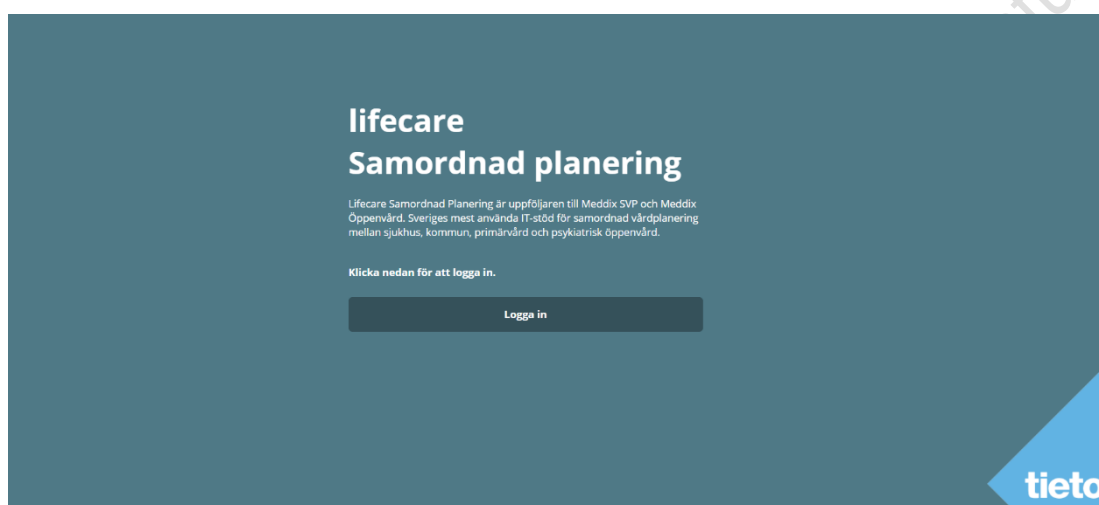 lifecare
Samordnad planering
Lifecare Samordnad Planering är uppföljaren till Meddix SVP och Meddix
Öppenvård. Sveriges mest använda IT-stöd för samordnad vårdplanering
mellan sjukhus, kommun, primärvård och psykiatrisk öppenvård.
Klicka nedan för att logga in.
Logga in
tieto